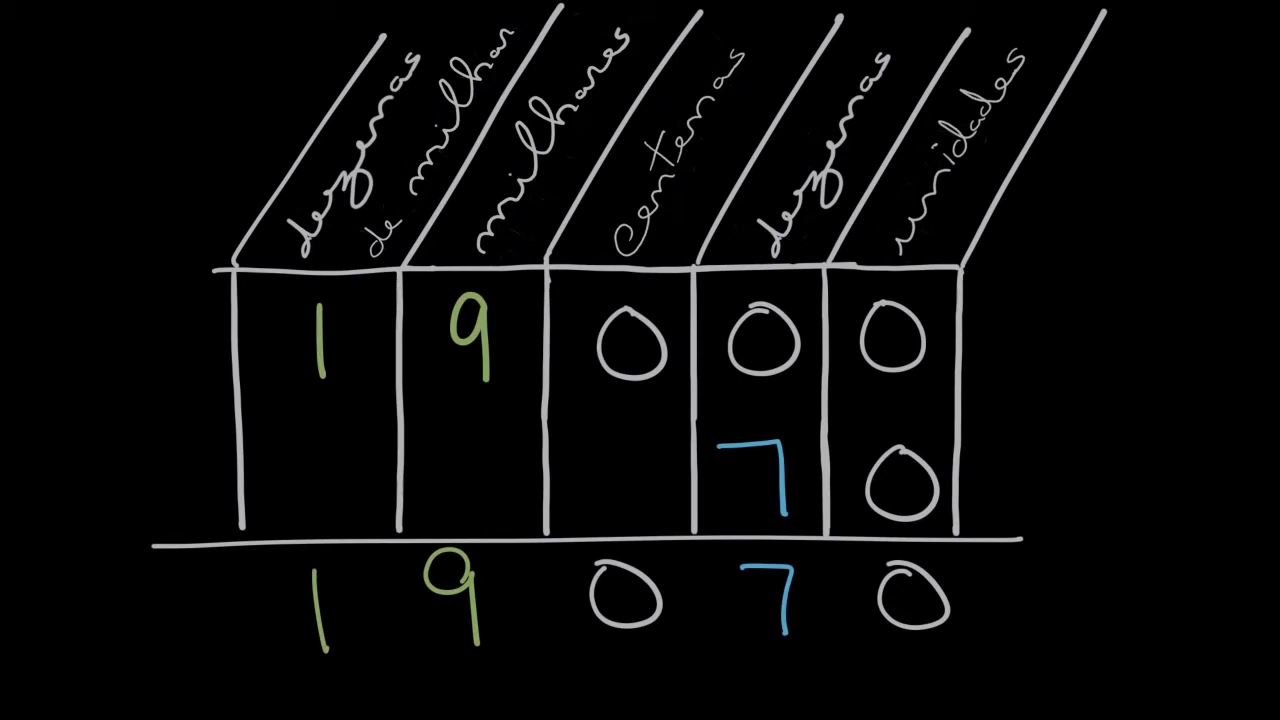 dezenas de milhar milhares centenas dezenas unidades
1 9 0 0 0
7 0
1 9 0 7 0